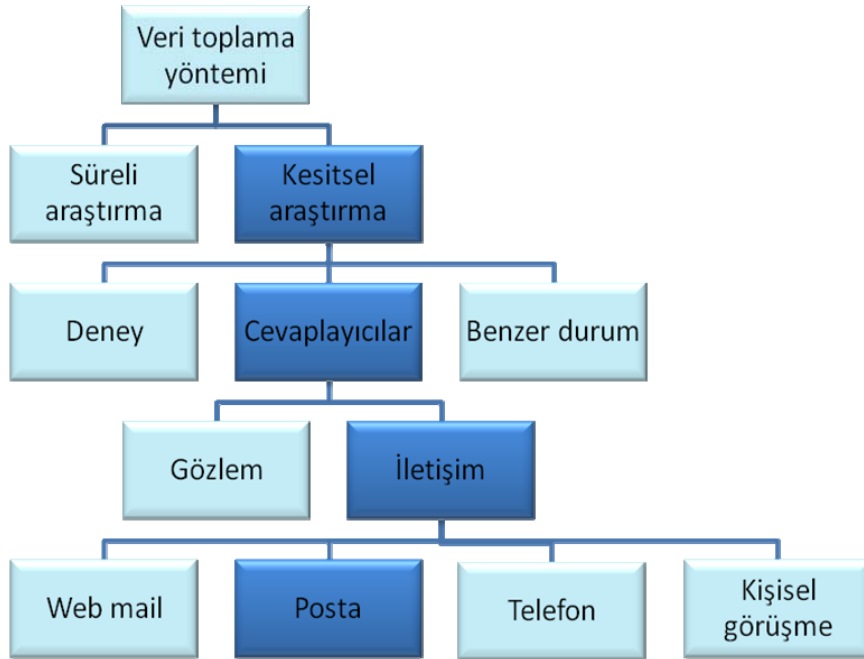 Veri toplama
yöntemi
Süreli
araştırma
Kesitsel
araştırma
Deney
Cevaplayıcılar
Benzer durum
Gözlem
İletişim
Web mail
Posta
Telefon
Kişisel
görüşme